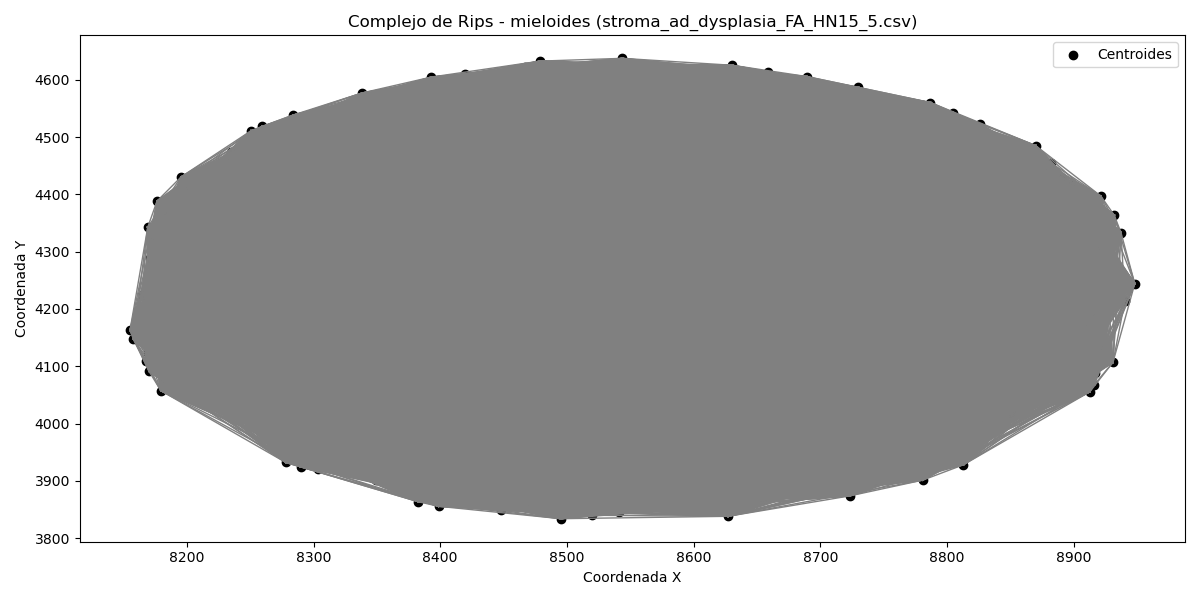 Complejo de Rips - mieloides (stroma_ad_dysplasia_FA_HN15_5.csv)
Centroides
Coordenada Y
4600
4500
4400
4300
4200
4100
4000
3900
3800
8200 8300 8400 8500 8600 8700 8800 8900
Coordenada X